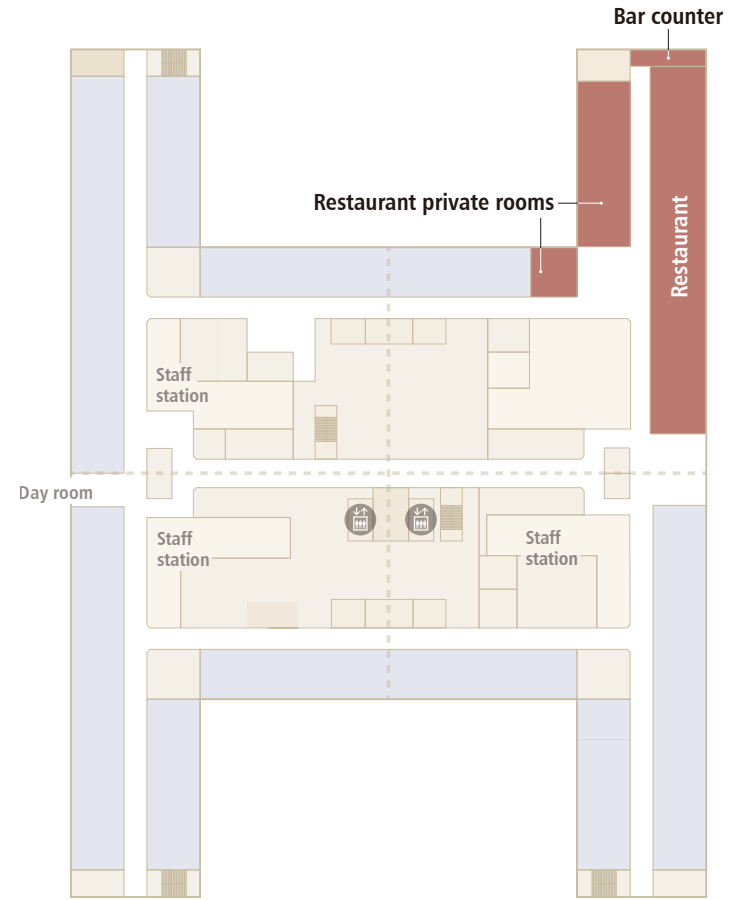 Bar counter
Restaurant private rooms
Restaurant
Staff
station
Day room
Staff
station
Staff
station